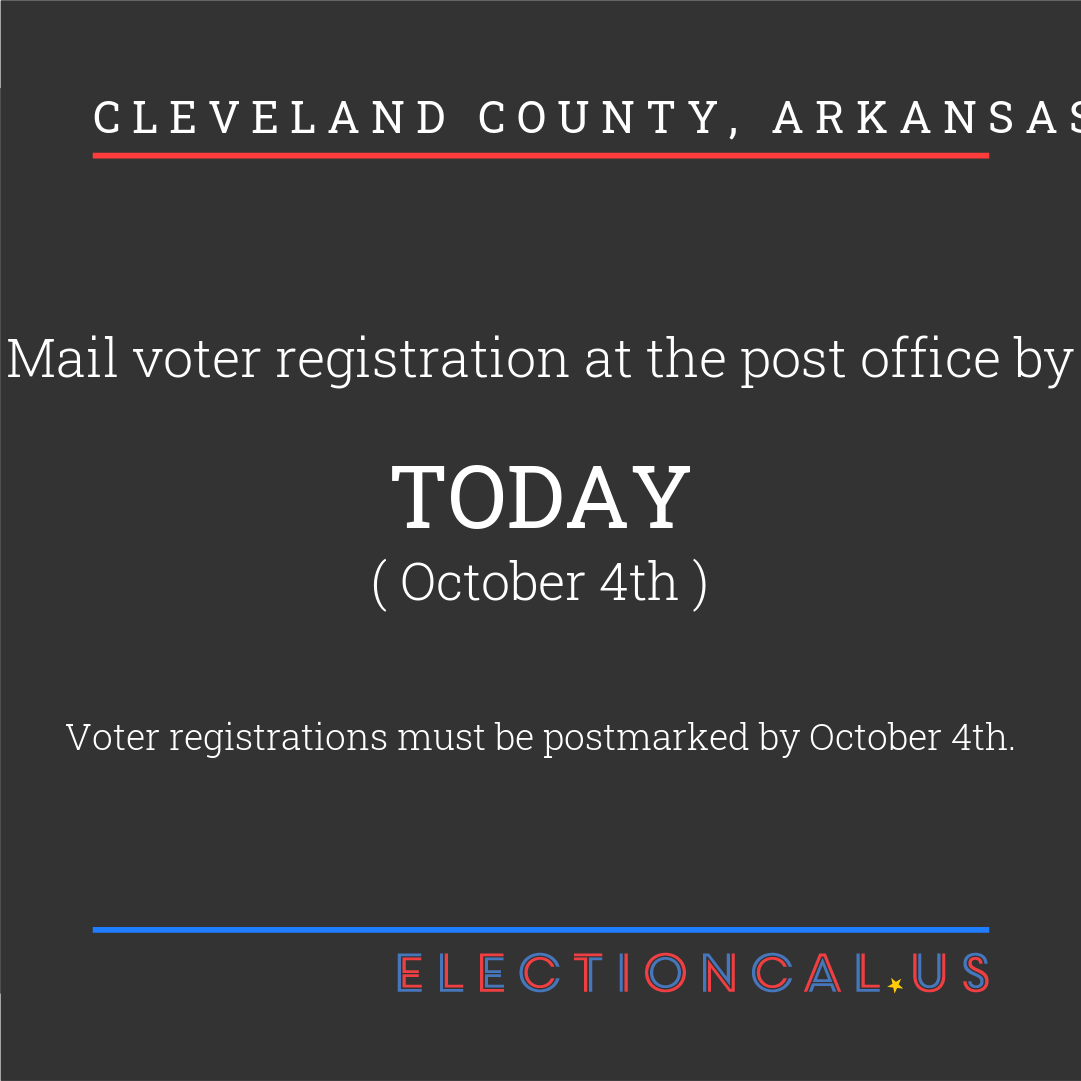 CLEVELAND COUNTY, ARKANSAS
Mail voter registration at the post office by
TODAY
( October 4th )
Voter registrations must be postmarked by October 4th.
ELECTIONCAL.US